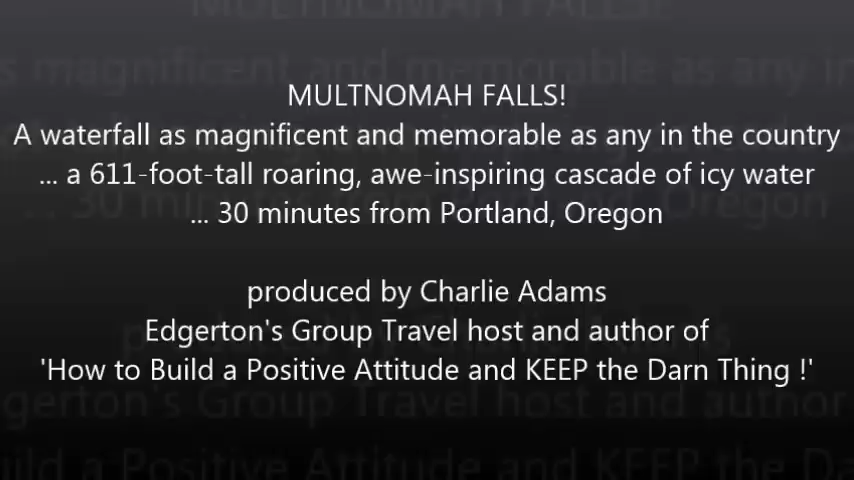 MULTNOMAH FALLS!
A waterfall as magnificent and memorable as any in the country
... a 611-foot-tall roaring, awe-inspiring cascade of icy water
... 30 minutes from Portland, Oregon
produced by Charlie Adams
Edgerton's Group Travel host and author of
'How to Build a Positive Attitude and KEEP the Darn Thing !'